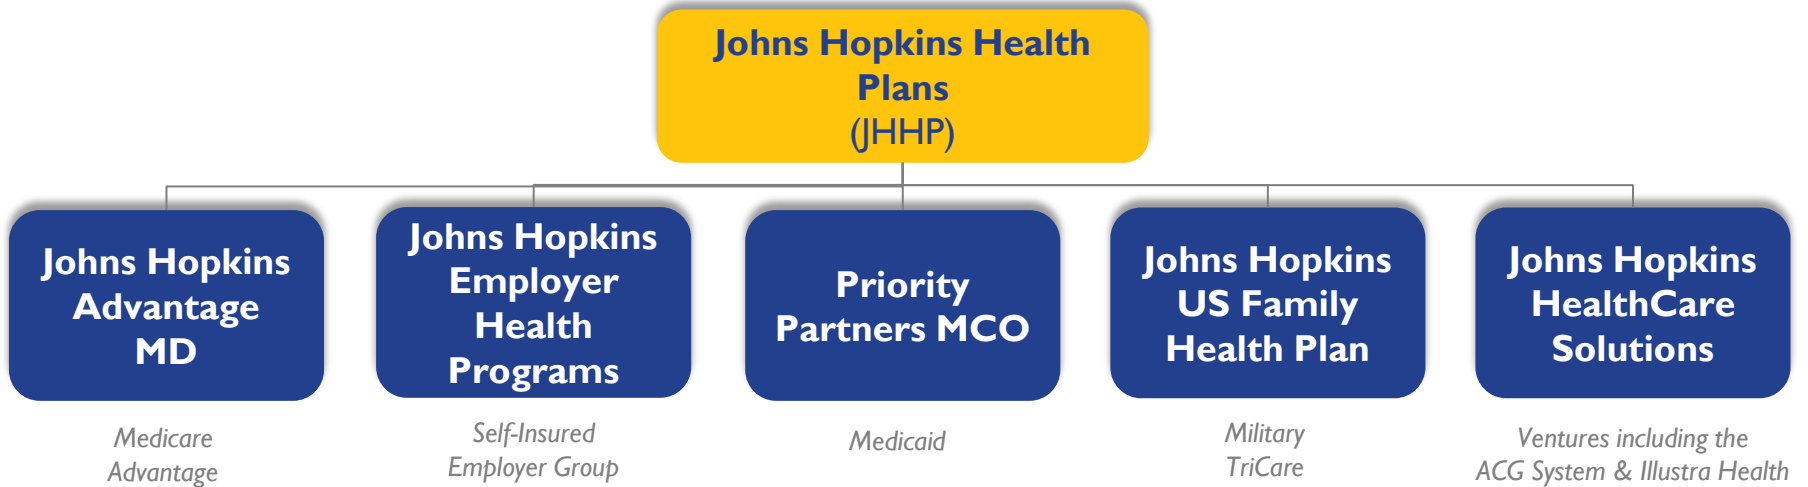 Johns Hopkins Health
Plans
(JHHP)
Johns Hopkins
Advantage
MD
Medicare
Advantage
Johns Hopkins
Employer
Health
Programs
Self-Insured
Employer Group
Priority
Partners MCO
Medicaid
Johns Hopkins
US Family
Health Plan
Military
TriCare
Johns Hopkins
HealthCare
Solutions
Ventures including the
ACG System & Illustra Health